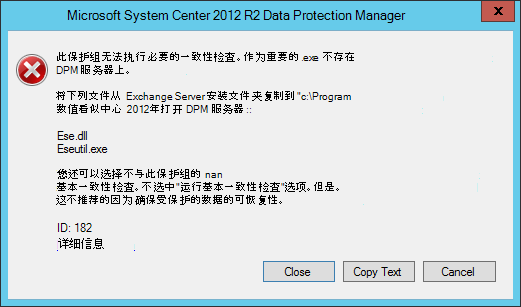 Microsoft System Center 2012 R2 Data Protection Manager
此保护组无法执行必要的一致性检查。作为重要的 .exe 不存在
DPM 服务器上。
将下列文件从 Exchange Server 安装文件夹复制到 "c:\Program
数值看似中心 2012年打开 DPM 服务器 ::
Ese.dll
Eseutil.exe
您还可以选择不与此保护组的 nan
基本一致性检查。不选中"运行基本一致性检查"选项。但是。
这不推荐的因为确保受保护的数据的可恢复性。
ID: 182
详细信息
Close
Copy Text
Cancel